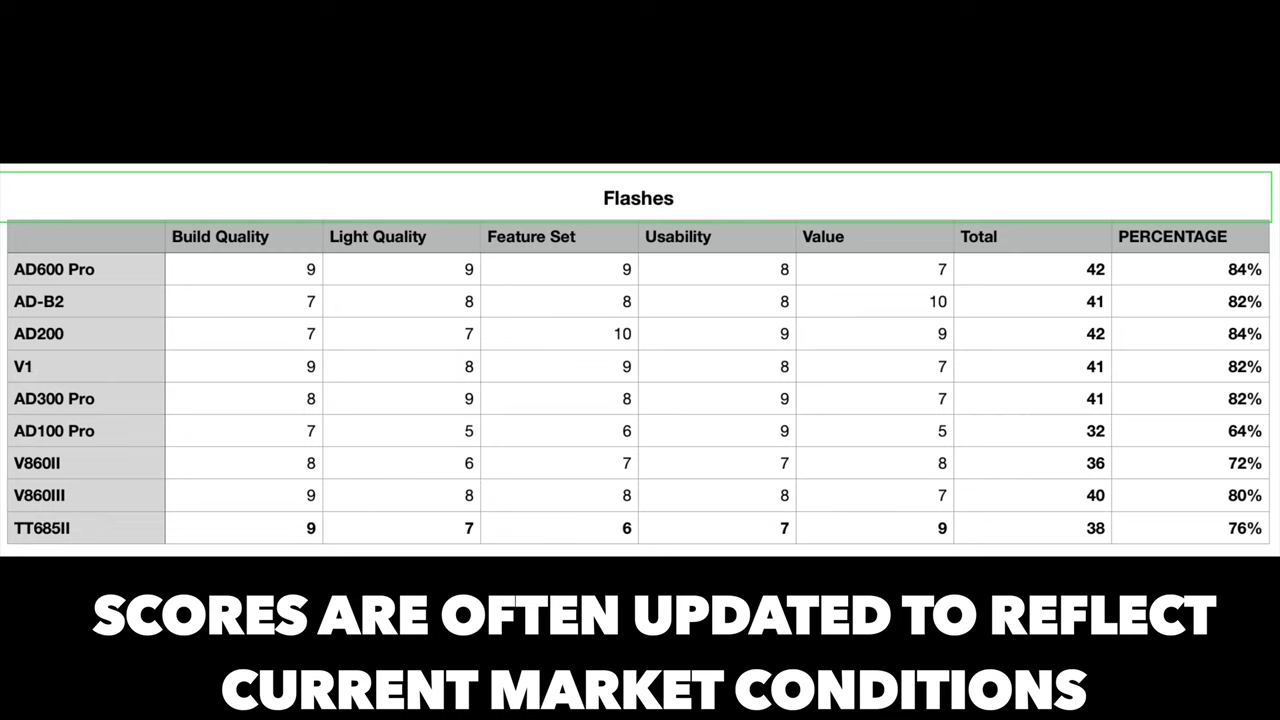 Flashes
Build Quality Light Quality Feature Set Usability Value Total PERCENTAGE
AD600 Pro 9 9 9 8 7 42 84%
AD-B2 7 8 8 8 10 41 82%
AD200 7 7 10 9 9 42 84%
V1 9 8 9 8 7 41 82%
AD300 Pro 8 9 8 9 7 41 82%
AD100 Pro 7 5 6 9 5 32 64%
V860II 8 6 7 7 8 36 72%
V860III 9 8 8 8 7 40 80%
TT685II 9 7 6 7 9 38 76%
SCORES ARE OFTEN UPDATED TO REFLECT
CURRENT MARKET CONDITIONS